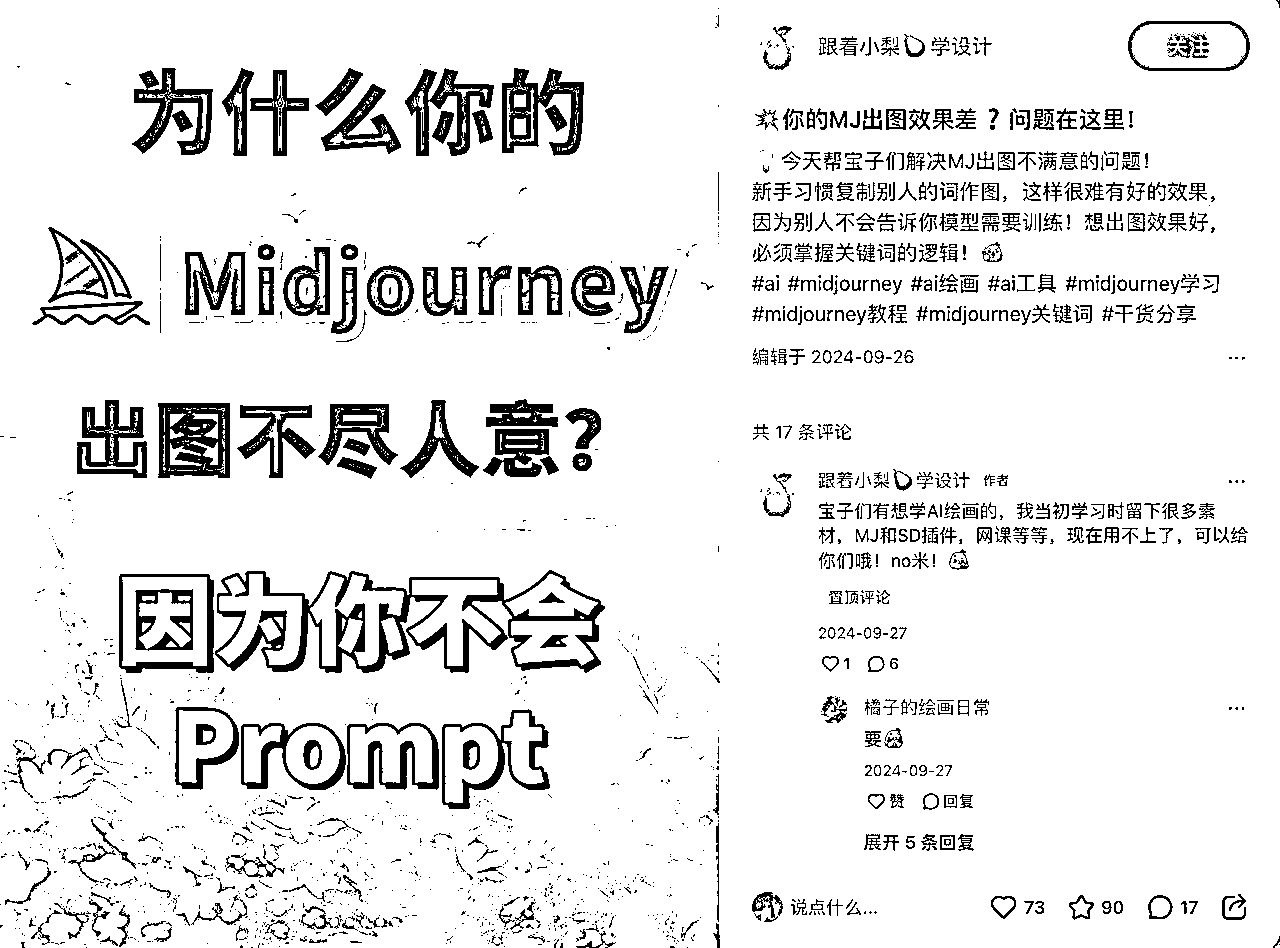 为什么你的
Midjourney
出图不尽人意?
因为你不会
Prompt
跟着小梨学设计
关注
你的MJ出图效果差?问题在这里!
今天帮宝子们解决MJ出图不满意的问题!
新手习惯复制别人的词作图,这样很难有好的效果,
因为别人不会告诉你模型需要训练!想出图效果好,
必须掌握关键词的逻辑!
#ai #midjourney #ai绘画 #ai工具 #midjourney学习
#midjourney教程 #midjourney关键词 #干货分享
编辑于 2024-09-26
共 17 条评论
跟着小梨学设计 作者
宝子们有想学AI绘画的,我当初学习时留下很多素
材,MJ和SD插件,网课等等,现在用不上了,可以给
你们哦!no米!
置顶评论
2024-09-27
1 6
橘子的绘画日常
要
2024-09-27
赞 回复
展开 5 条回复
说点什么... 73 90 17